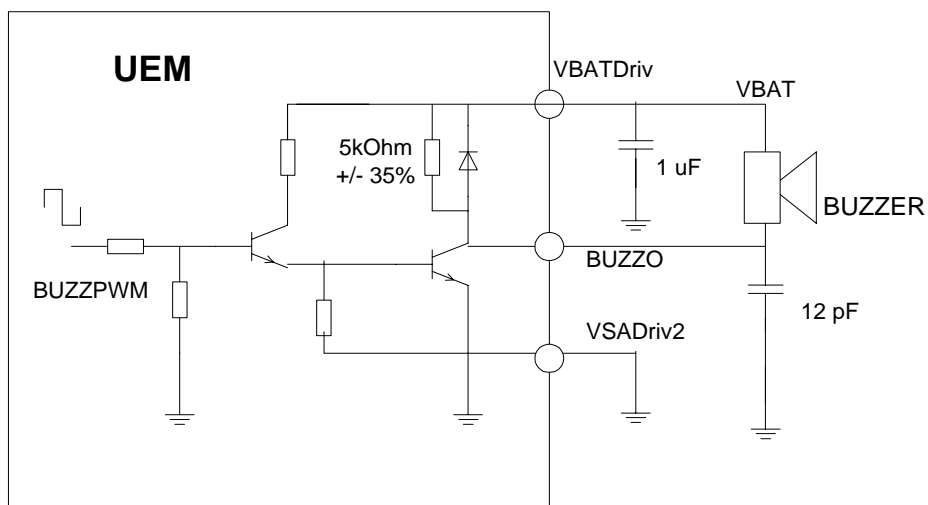 UEM
VBATDriv
VBAT
5kOhm
+/- 35%
1 uF
BUZZER
BUZZO
BUZZPWM
12 pF
VSADriv2